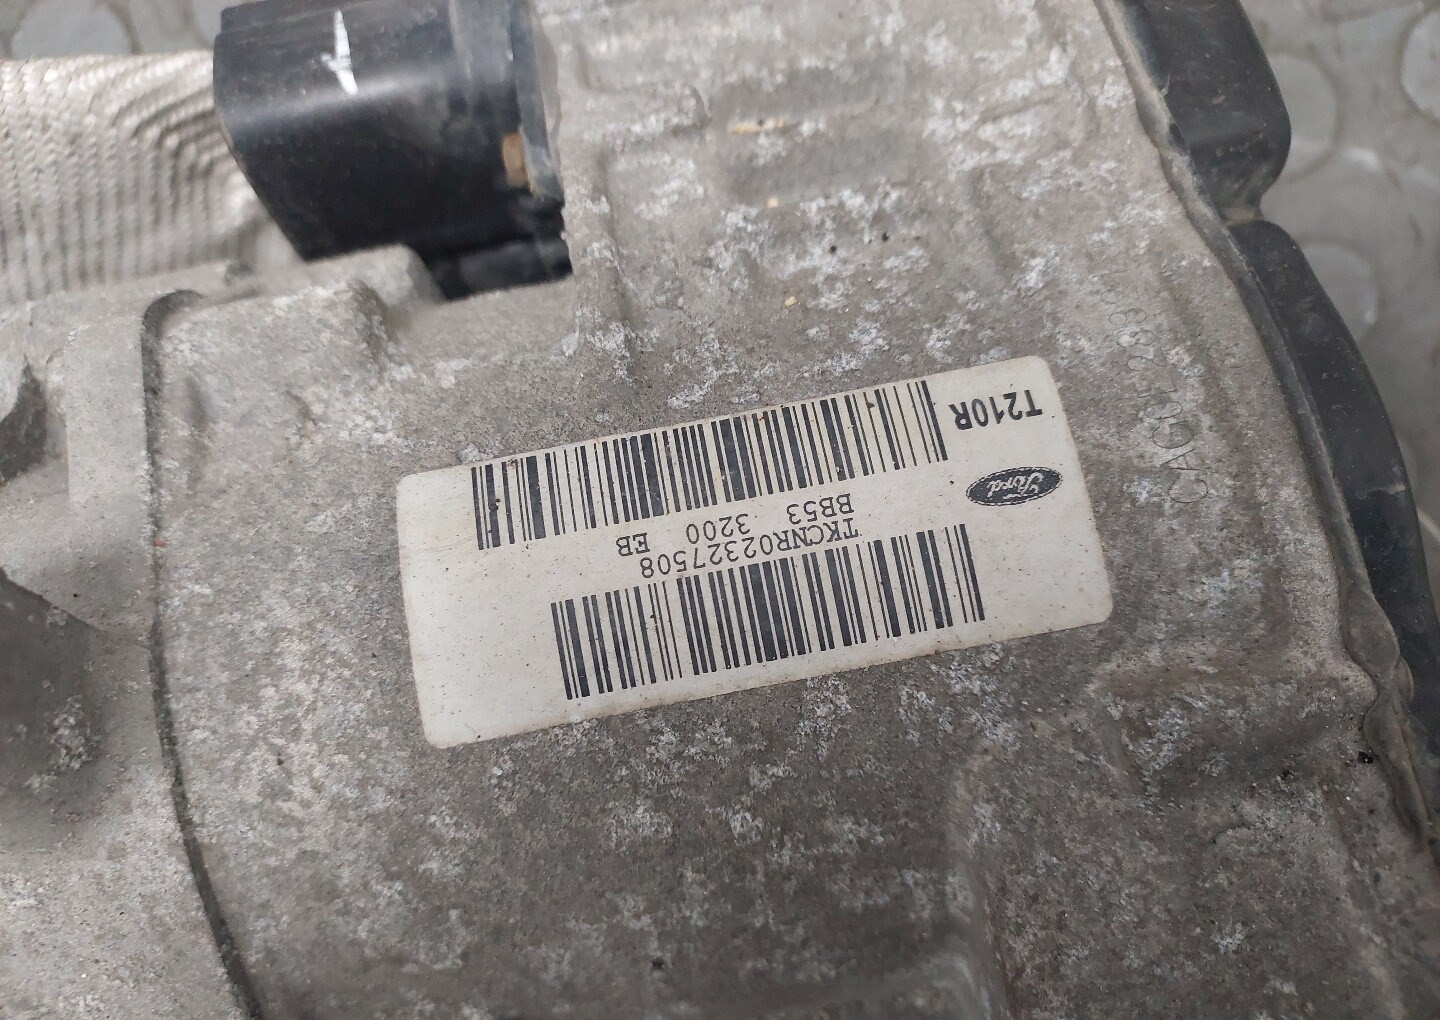 Ford
TKCNR02327508
BB53 3200 EB
T210R